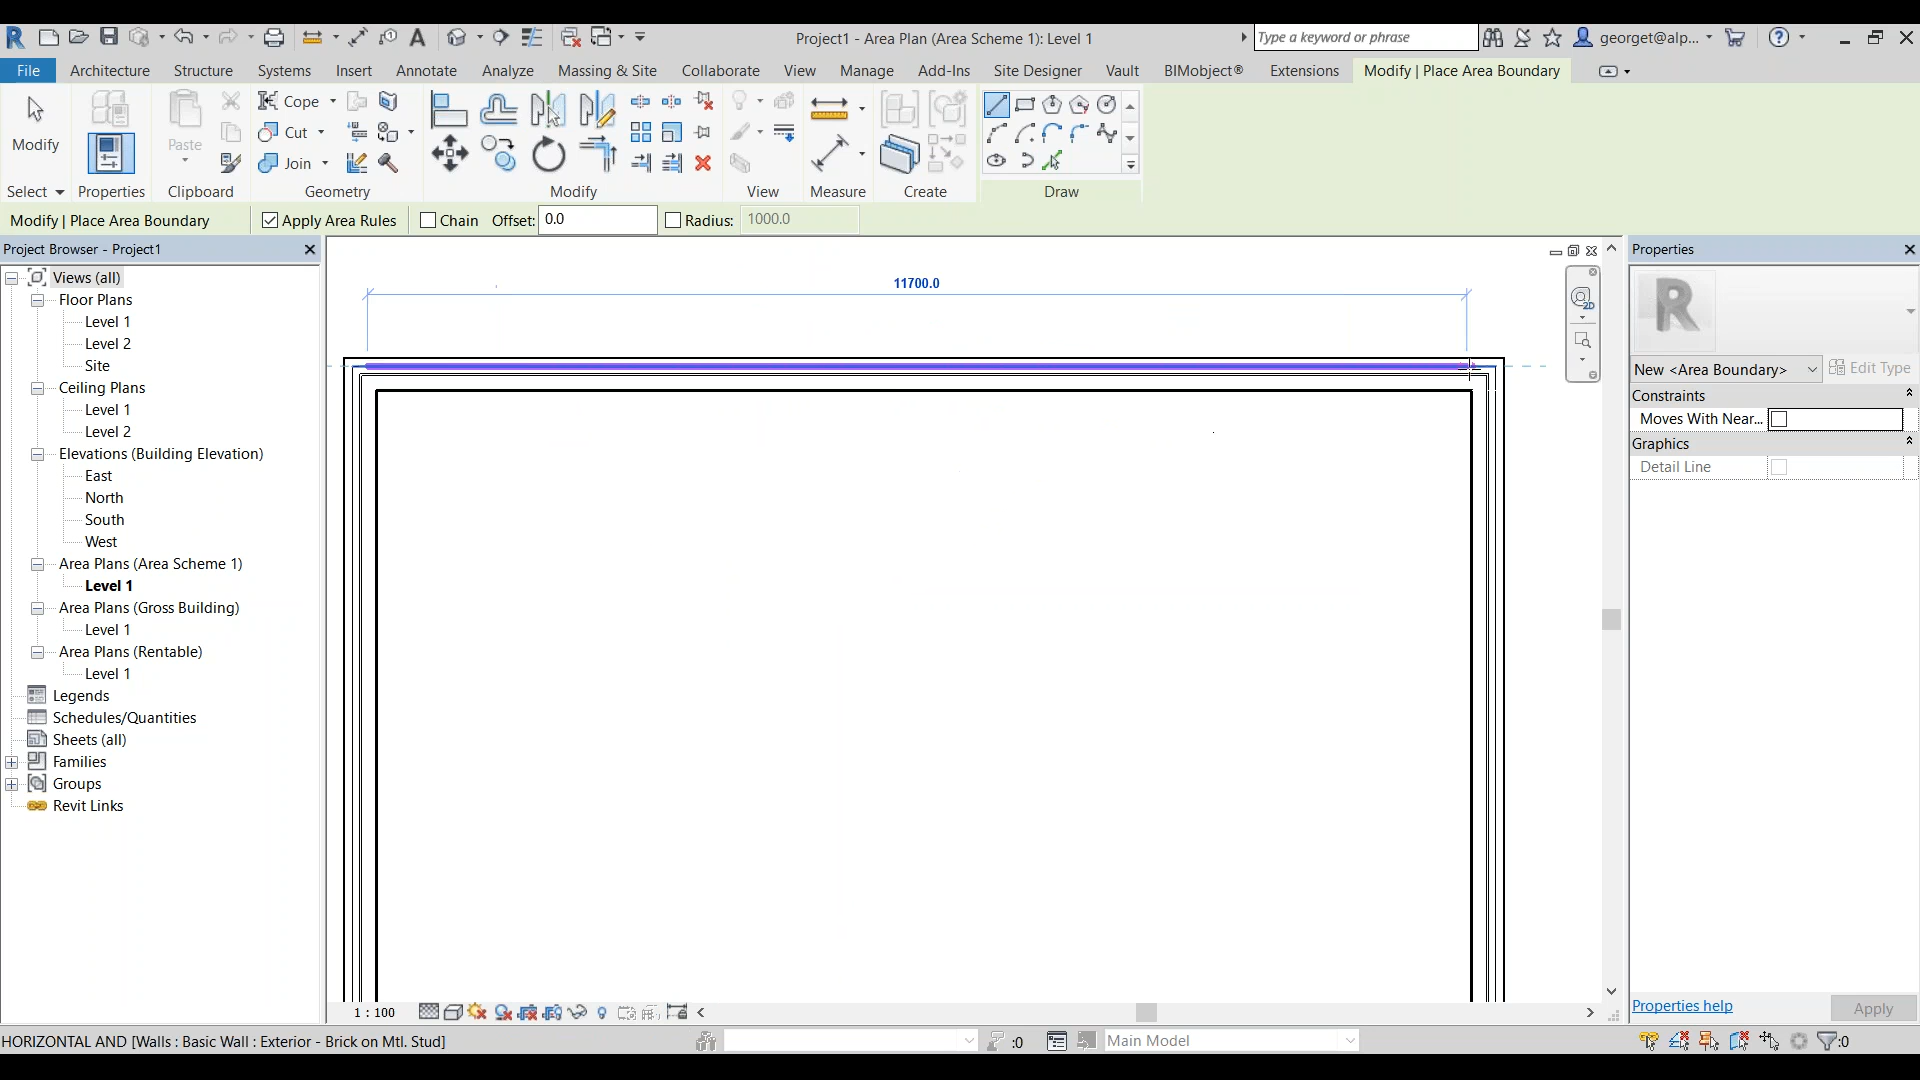 Project1 - Area Plan (Area Scheme 1): Level 1
Type a keyword or phrase
georget@alp...
File
Architecture
Structure
Systems
Insert
Annotate
Analyze
Massing & Site
Collaborate
View
Manage
Add-Ins
Site Designer
Vault
BIMobject®
Extensions
Modify | Place Area Boundary
Modify
Paste
Cope
Cut
Join
Select
Properties
Clipboard
Geometry
Modify
View
Measure
Create
Draw
Modify | Place Area Boundary
Apply Area Rules
Chain
Offset:
0.0
Radius:
1000.0
Project Browser - Project1
Views (all)
Floor Plans
Level 1
Level 2
Site
Ceiling Plans
Level 1
Level 2
Elevations (Building Elevation)
East
North
South
West
Area Plans (Area Scheme 1)
Level 1
Area Plans (Gross Building)
Level 1
Area Plans (Rentable)
Level 1
Legends
Schedules/Quantities
Sheets (all)
Families
Groups
Revit Links
11700.0
2D
1 : 100
Properties
R
New <Area Boundary>
Edit Type
Constraints
Moves With Near...
Graphics
Detail Line
Properties help
Apply
HORIZONTAL AND [Walls : Basic Wall : Exterior - Brick on Mtl. Stud]
:0
Main Model
:0